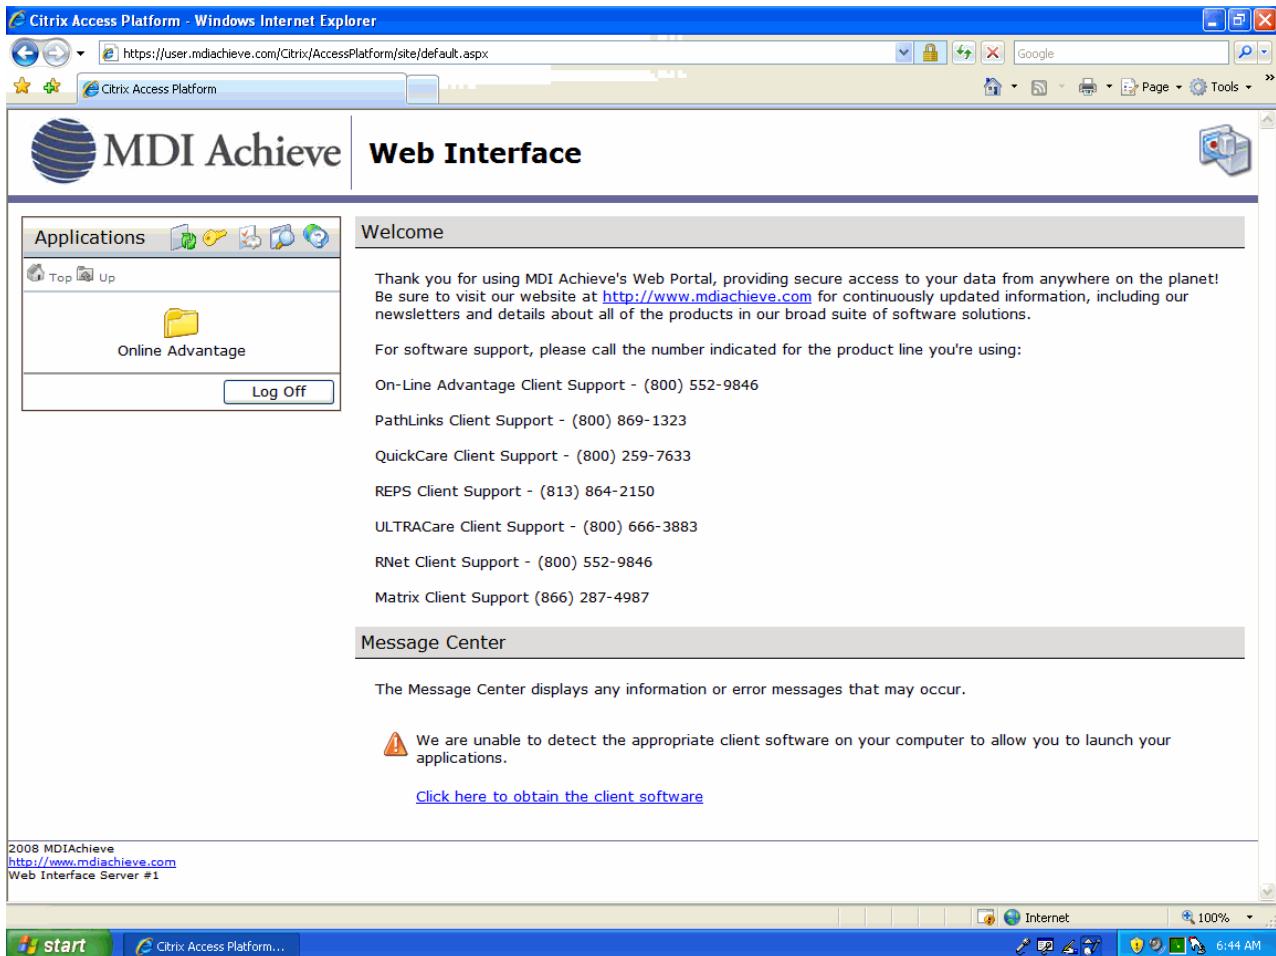 Citrix Access Platform - Windows Internet Explorer
https://user.mdiachieve.com/Citrix/AccessPlatform/site/default.aspx
Google
Citrix Access Platform
Page
Tools
»
MDI Achieve
Web Interface
Applications
Top Up
Online Advantage
Log Off
Welcome
Thank you for using MDI Achieve's Web Portal, providing secure access to your data from anywhere on the planet!
Be sure to visit our website at http://www.mdiachieve.com for continuously updated information, including our
newsletters and details about all of the products in our broad suite of software solutions.
For software support, please call the number indicated for the product line you're using:
On-Line Advantage Client Support - (800) 552-9846
PathLinks Client Support - (800) 869-1323
QuickCare Client Support - (800) 259-7633
REPS Client Support - (813) 864-2150
ULTRACare Client Support - (800) 666-3883
RNet Client Support - (800) 552-9846
Matrix Client Support (866) 287-4987
Message Center
The Message Center displays any information or error messages that may occur.
We are unable to detect the appropriate client software on your computer to allow you to launch your
applications.
Click here to obtain the client software
2008 MDIAchieve
http://www.mdiachieve.com
Web Interface Server #1
Internet
100%
start
Citrix Access Platform...
6:44 AM